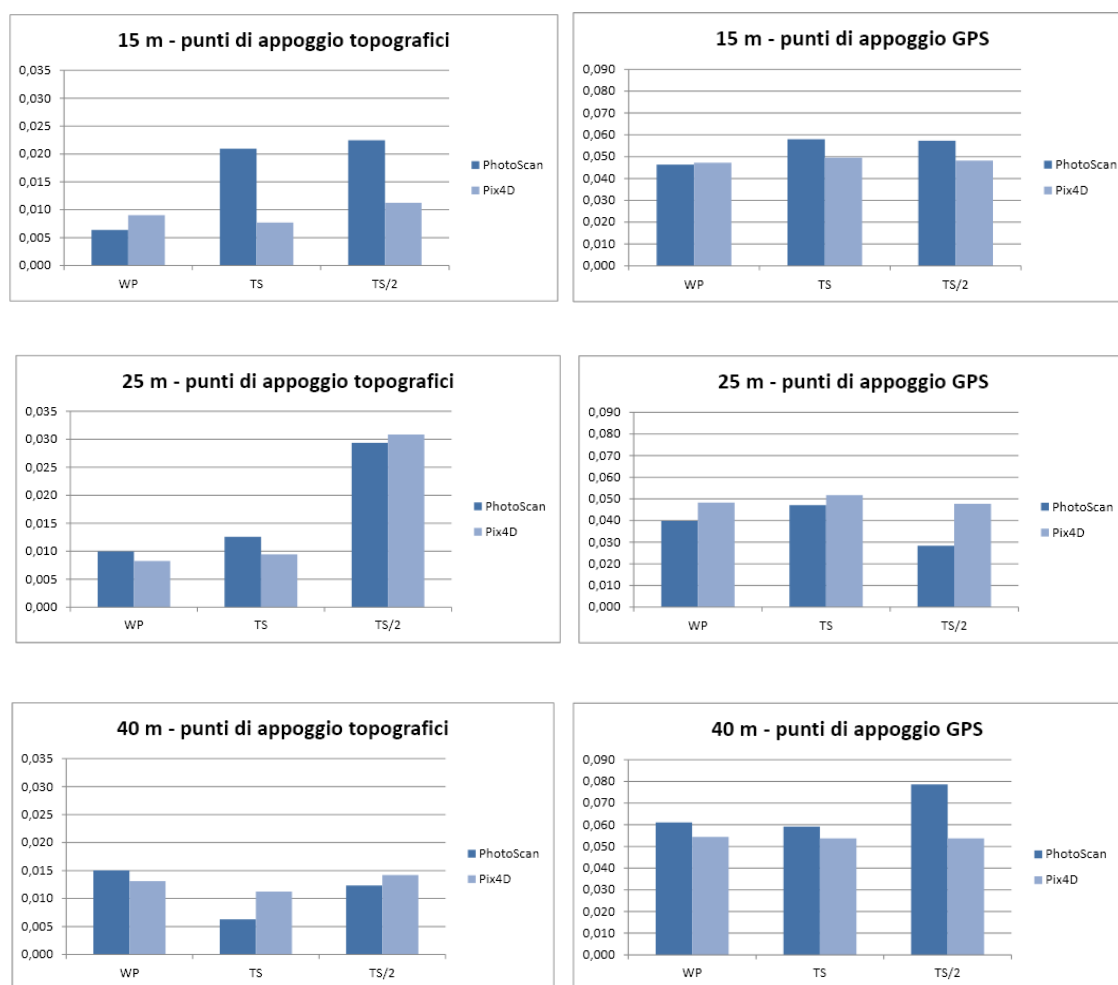 15 m - punti di appoggio topografici
0,035
0,030
0,025
0,020
0,015
0,010
0,005
0,000
WP TS TS/2
PhotoScan
Pix4D
15 m - punti di appoggio GPS
0,090
0,080
0,070
0,060
0,050
0,040
0,030
0,020
0,010
0,000
WP TS TS/2
PhotoScan
Pix4D
25 m - punti di appoggio topografici
0,035
0,030
0,025
0,020
0,015
0,010
0,005
0,000
WP TS TS/2
PhotoScan
Pix4D
25 m - punti di appoggio GPS
0,090
0,080
0,070
0,060
0,050
0,040
0,030
0,020
0,010
0,000
WP TS TS/2
PhotoScan
Pix4D
40 m - punti di appoggio topografici
0,035
0,030
0,025
0,020
0,015
0,010
0,005
0,000
WP TS TS/2
PhotoScan
Pix4D
40 m - punti di appoggio GPS
0,090
0,080
0,070
0,060
0,050
0,040
0,030
0,020
0,010
0,000
WP TS TS/2
PhotoScan
Pix4D